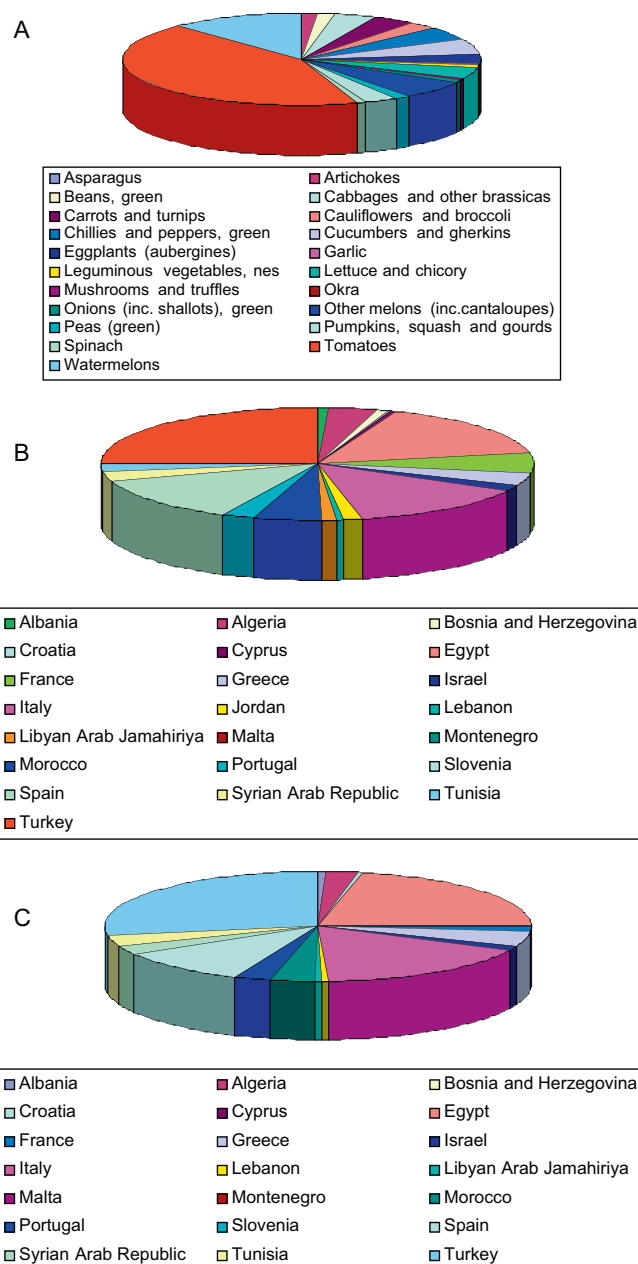 A
Asparagus Artichokes
Beans, green Cabbages and other brassicas
Carrots and turnips Cauliflowers and broccoli
Chillies and peppers, green Cucumbers and gherkins
Eggplants (aubergines) Garlic
Leguminous vegetables, nes Lettuce and chicory
Mushrooms and truffles Okra
Onions (inc. shallots), green Other melons (inc.cantaloupes)
Peas (green) Pumpkins, squash and gourds
Spinach Tomatoes
Watermelons
B
Albania Algeria Bosnia and Herzegovina
Croatia Cyprus Egypt
France Greece Israel
Italy Jordan Lebanon
Libyan Arab Jamahiriya Malta Montenegro
Morocco Portugal Slovenia
Spain Syrian Arab Republic Tunisia
Turkey
C
Albania Algeria Bosnia and Herzegovina
Croatia Cyprus Egypt
France Greece Israel
Italy Lebanon Libyan Arab Jamahiriya
Malta Montenegro Morocco
Portugal Slovenia Spain
Syrian Arab Republic Tunisia Turkey